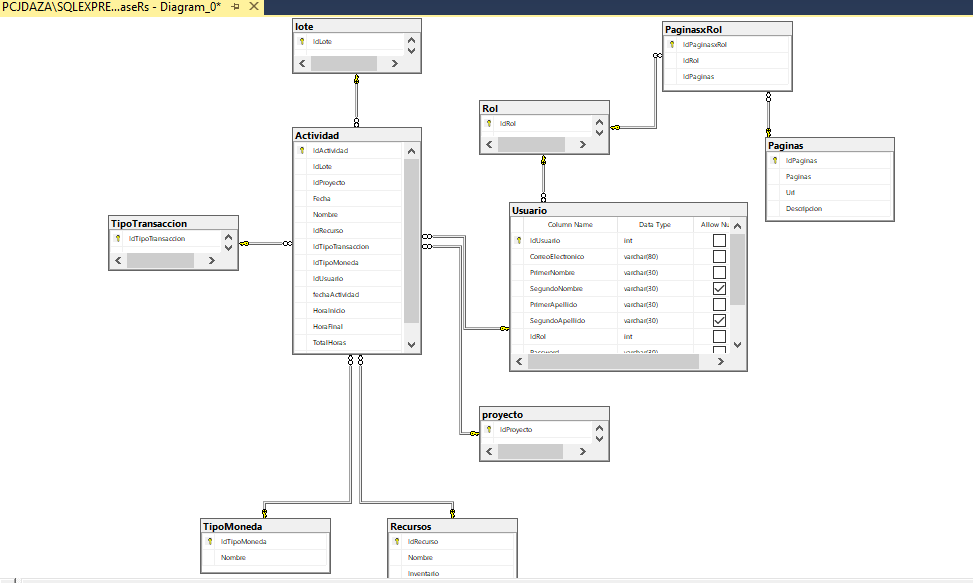 PCJDAZA\SQLEXPRE...aseRs - Diagram_0*
lote
IdLote
PaginasxRol
IdPaginasxRol
IdRol
IdPaginas
Rol
IdRol
Actividad
IdActividad
IdLote
IdProyecto
Fecha
Nombre
IdRecurso
IdTipoTransaccion
IdTipoMoneda
IdUsuario
fechaActividad
HoraInicio
HoraFinal
TotalHoras
Paginas
IdPaginas
Paginas
Url
Descripcion
TipoTransaccion
IdTipoTransaccion
Usuario
Column Name Data Type Allow Nu
IdUsuario int
CorreoElectronico varchar(80)
PrimerNombre varchar(30)
SegundoNombre varchar(30)
PrimerApellido varchar(30)
SegundoApellido varchar(30)
IdRol int
Password varchar(30)
proyecto
IdProyecto
TipoMoneda
IdTipoMoneda
Nombre
Recursos
IdRecurso
Nombre
Inventario